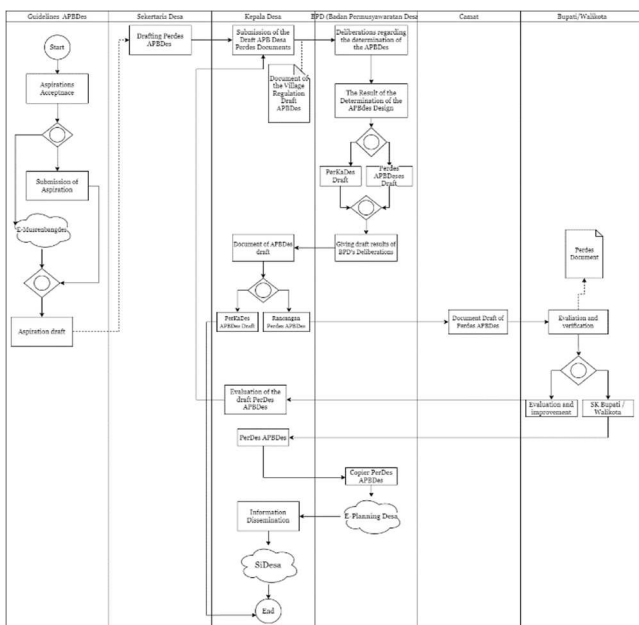 Guidelines APBDes
Sekertaris Desa
Kepala Desa
BPD (Badan Permusyawaratan Desa)
Camat
Bupati/Walikota
Start
Aspirations
Acceptnace
Submission of
Aspiration
E-Musrenbangdes
Aspiration draft
Drafting Perdes
APBDes
Submission of the
Draft APB Desa
Perdes Documents
Document of
the Village
Regulation
Draft
APBDes
Deliberations
regarding the
determination of
the APBDes
The Result of the
Determination of the
APBdes Design
PerKaDes
Draft
Perdes
APBDeses
Draft
Giving draft results of
BPD's Deliberations
Document of APBDes
draft
PerKaDes
APBDes Draft
Rancangna
Perdes APBDes
Document Draft of
Perdes APBDes
Perdes
Document
Evaluation and
verification
Evaluation and
improvement
SK Bupati /
Walikota
Evaluation of the
draft PerDes
APBDes
PerDes APBDes
Copier PerDes
APBDes
E-Planning Desa
Information
Dissemination
SiDesa
End